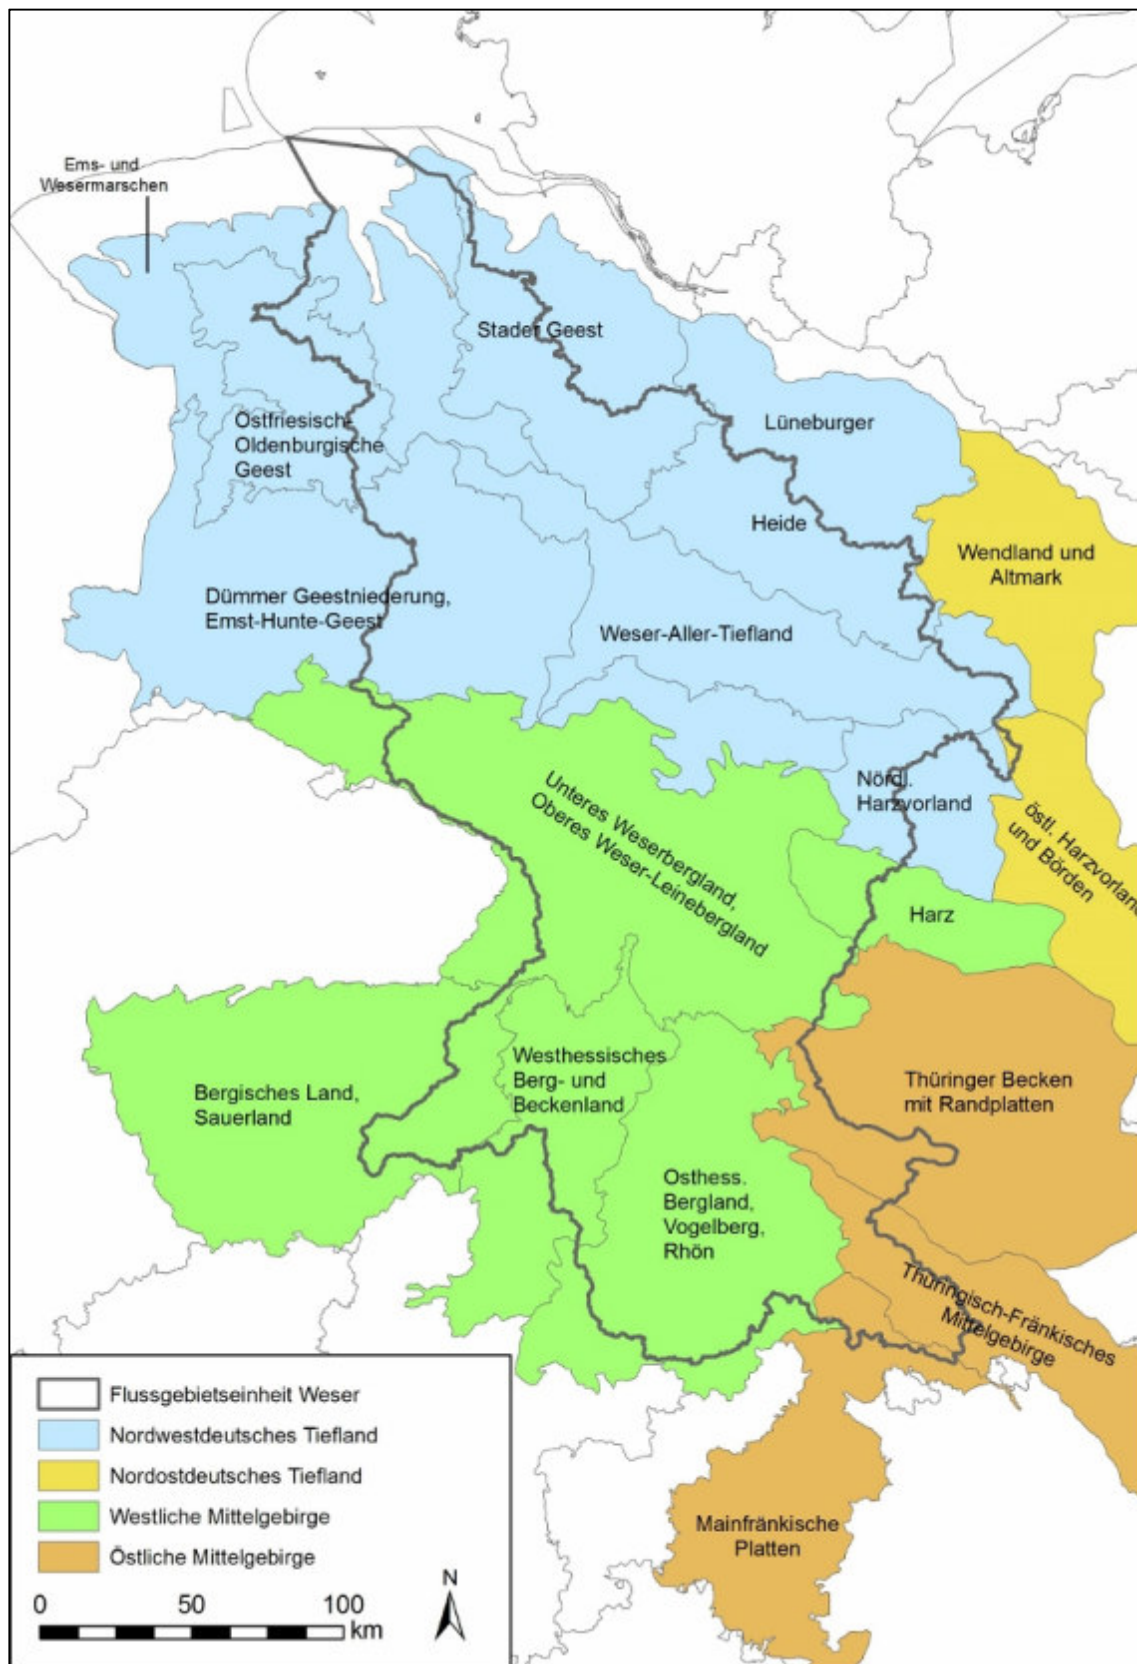 Ems- und
Wesermarschen
Stader Geest
Ostfriesisch-
Oldenburgische
Geest
Lüneburger
Heide
Wendland und
Altmark
Dümmer Geestniederung,
Emst-Hunte-Geest
Weser-Aller-Tiefland
Nördl.
Harzvorland
Unteres Weserbergland,
Oberes Weser-Leinebergland
östl. Harzvorland
und Börden
Harz
Westhessisches
Berg- und
Beckenland
Bergisches Land,
Sauerland
Thüringer Becken
mit Randplatten
Osthess.
Bergland,
Vogelberg,
Rhön
Thüringisch-Fränkisches
Mittelgebirge
Mainfränkische
Platten
Flussgebietseinheit Weser
Nordwestdeutsches Tiefland
Nordostdeutsches Tiefland
Westliche Mittelgebirge
Östliche Mittelgebirge
0 50 100
km
N